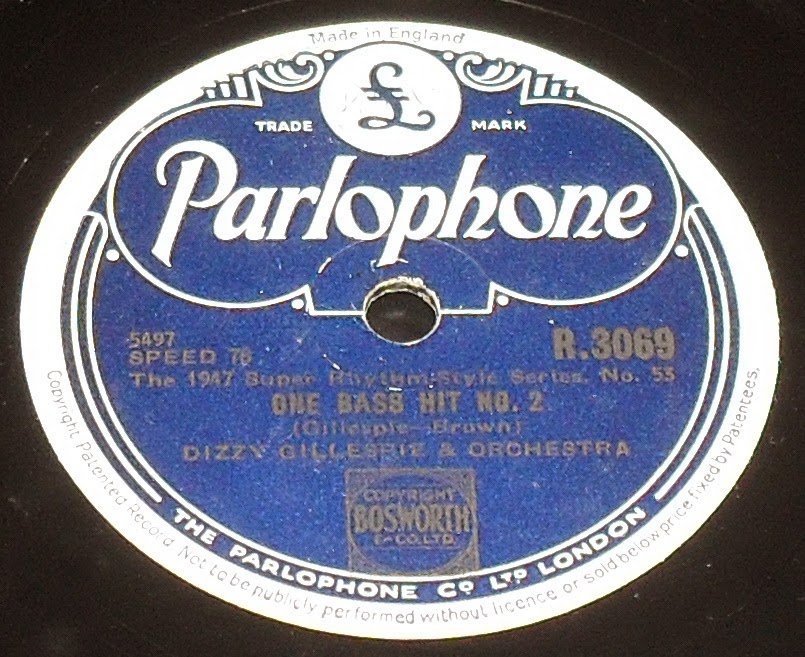 Made in England
£
TRADE MARK
Parlophone
5497
SPEED 78
R.3069
The 1947 Super Rhythm-Style Series, No. 55
ONE BASS HIT NO. 2
(Gillespie—Brown)
DIZZY GILLESPIE & ORCHESTRA
COPYRIGHT
BOSWORTH
& CO. LTD.
THE PARLOPHONE CO LTD LONDON
Copyright Patented Record Not to be publicly performed without licence or sold below price fixed by Patentees.